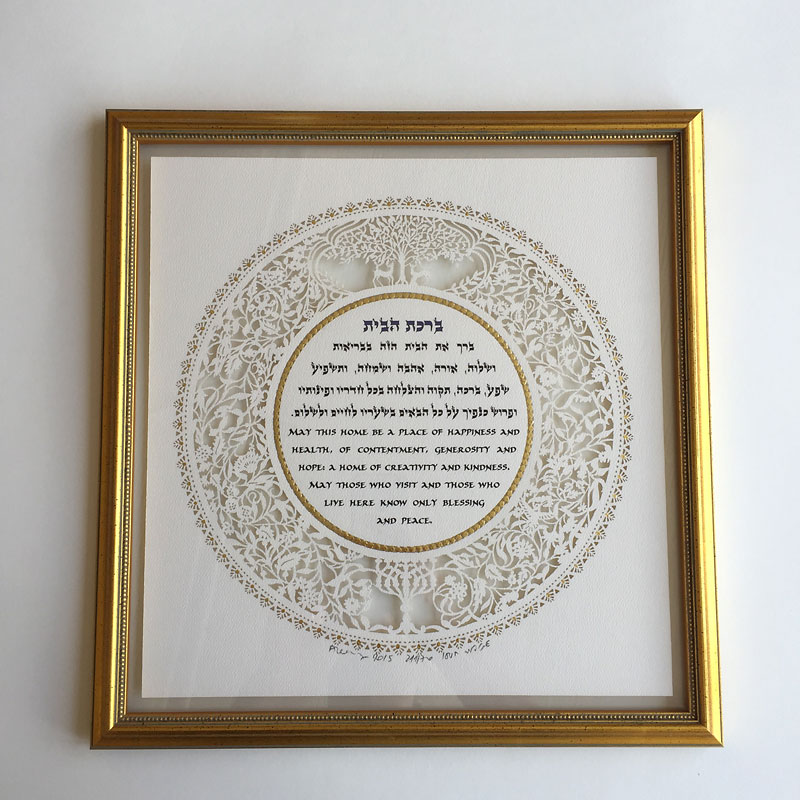 ברכת הבית
ברך את הבית הזה בבריאות
ושלוה, אורה, אהבה ושמחה, ותשפיע
שפע, ברכה, תקוה והצלחה בכל חדריו ופינותיו
ופרוש כנפיך על כל הבאים בשעריו לחיים ולשלום.
MAY THIS HOME BE A PLACE OF HAPPINESS AND
HEALTH, OF CONTENTMENT, GENEROSITY AND
HOPE: A HOME OF CREATIVITY AND KINDNESS.
MAY THOSE WHO VISIT AND THOSE WHO
LIVE HERE KNOW ONLY BLESSING
AND PEACE.
2015